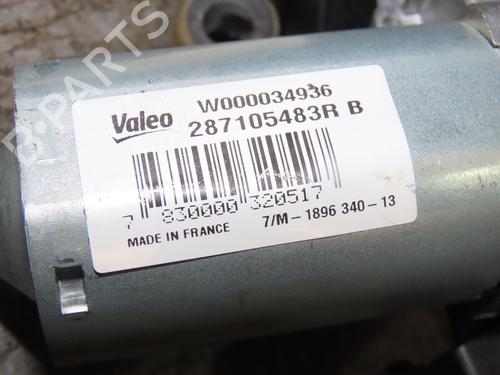 B-PARTS
Valeo
W000034936
287105483R B
7 830000 320517
MADE IN FRANCE
7/M-1896 340-13